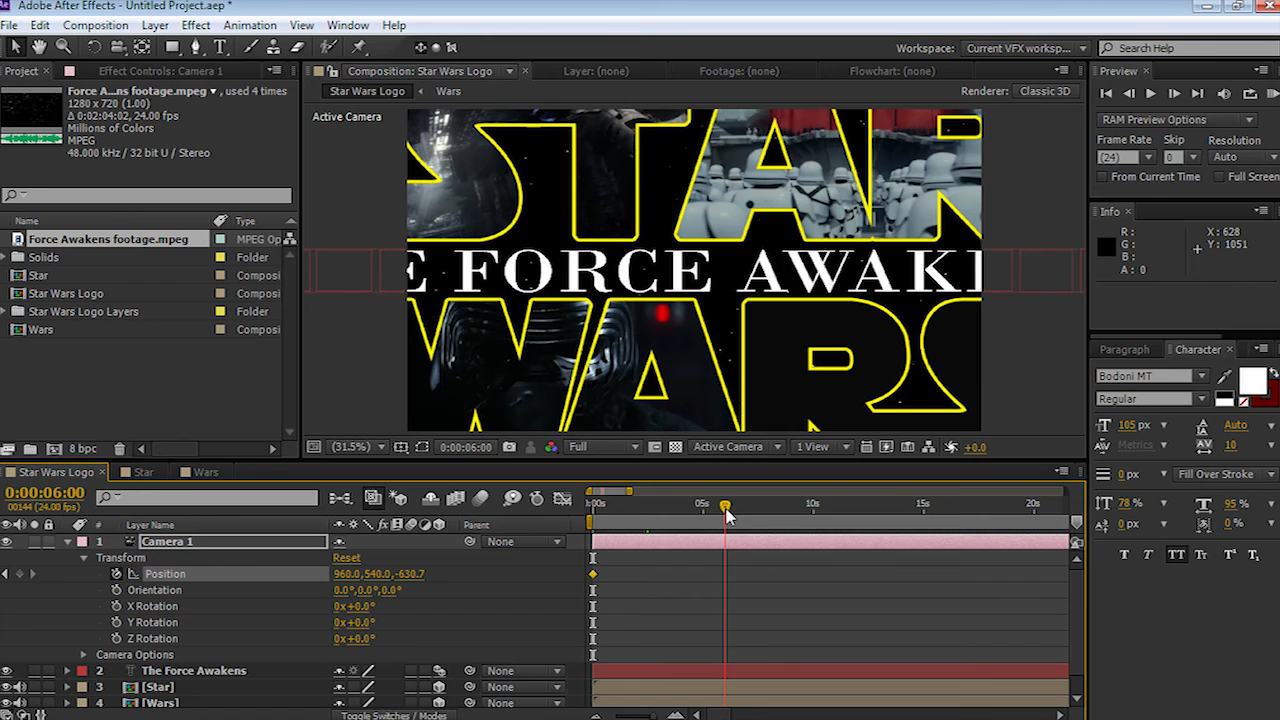 Ae Adobe After Effects - Untitled Project.aep *
File Edit Composition Layer Effect Animation View Window Help
Workspace: Current VFX worksp... Search Help
Project × Effect Controls: Camera 1
Composition: Star Wars Logo × Layer: (none) Footage: (none) Flowchart: (none)
Preview ×
Force A...ns footage.mpeg ▼, used 4 times
1280 x 720 (1.00)
Δ 0:02:04:02, 24.00 fps
Millions of Colors
MPEG
48.000 kHz / 32 bit U / Stereo
Star Wars Logo Wars
Renderer: Classic 3D
Active Camera
STAR
E FORCE AWAKE
WARS
RAM Preview Options
Frame Rate Skip Resolution
(24) 0 Auto
From Current Time Full Screen
Info ×
R:
G:
B:
A: 0
X: 628
Y: 1051
Name Type
Force Awakens footage.mpeg MPEG Op
Solids Folder
Star Composi
Star Wars Logo Composi
Star Wars Logo Layers Folder
Wars Composi
8 bpc
(31.5%) 0:00:06:00 Full Active Camera 1 View +0.0
Paragraph Character ×
Bodoni MT
Regular
105 px Auto
Metrics 10
0 px Fill Over Stroke
78 % 95 %
0 px 0 %
T T TT Tr T¹ T₁
Star Wars Logo × Star Wars
0:00:06:00
00144 (24.00 fps)
1:00s 05s 10s 15s 20s
# Layer Name Parent
1 Camera 1 None
Transform Reset
Position 960.0,540.0,-630.7
Orientation 0.0°,0.0°,0.0°
X Rotation 0x+0.0°
Y Rotation 0x+0.0°
Z Rotation 0x+0.0°
Camera Options
2 T The Force Awakens None
3 [Star] None
4 [Wars] None
Toggle Switches / Modes